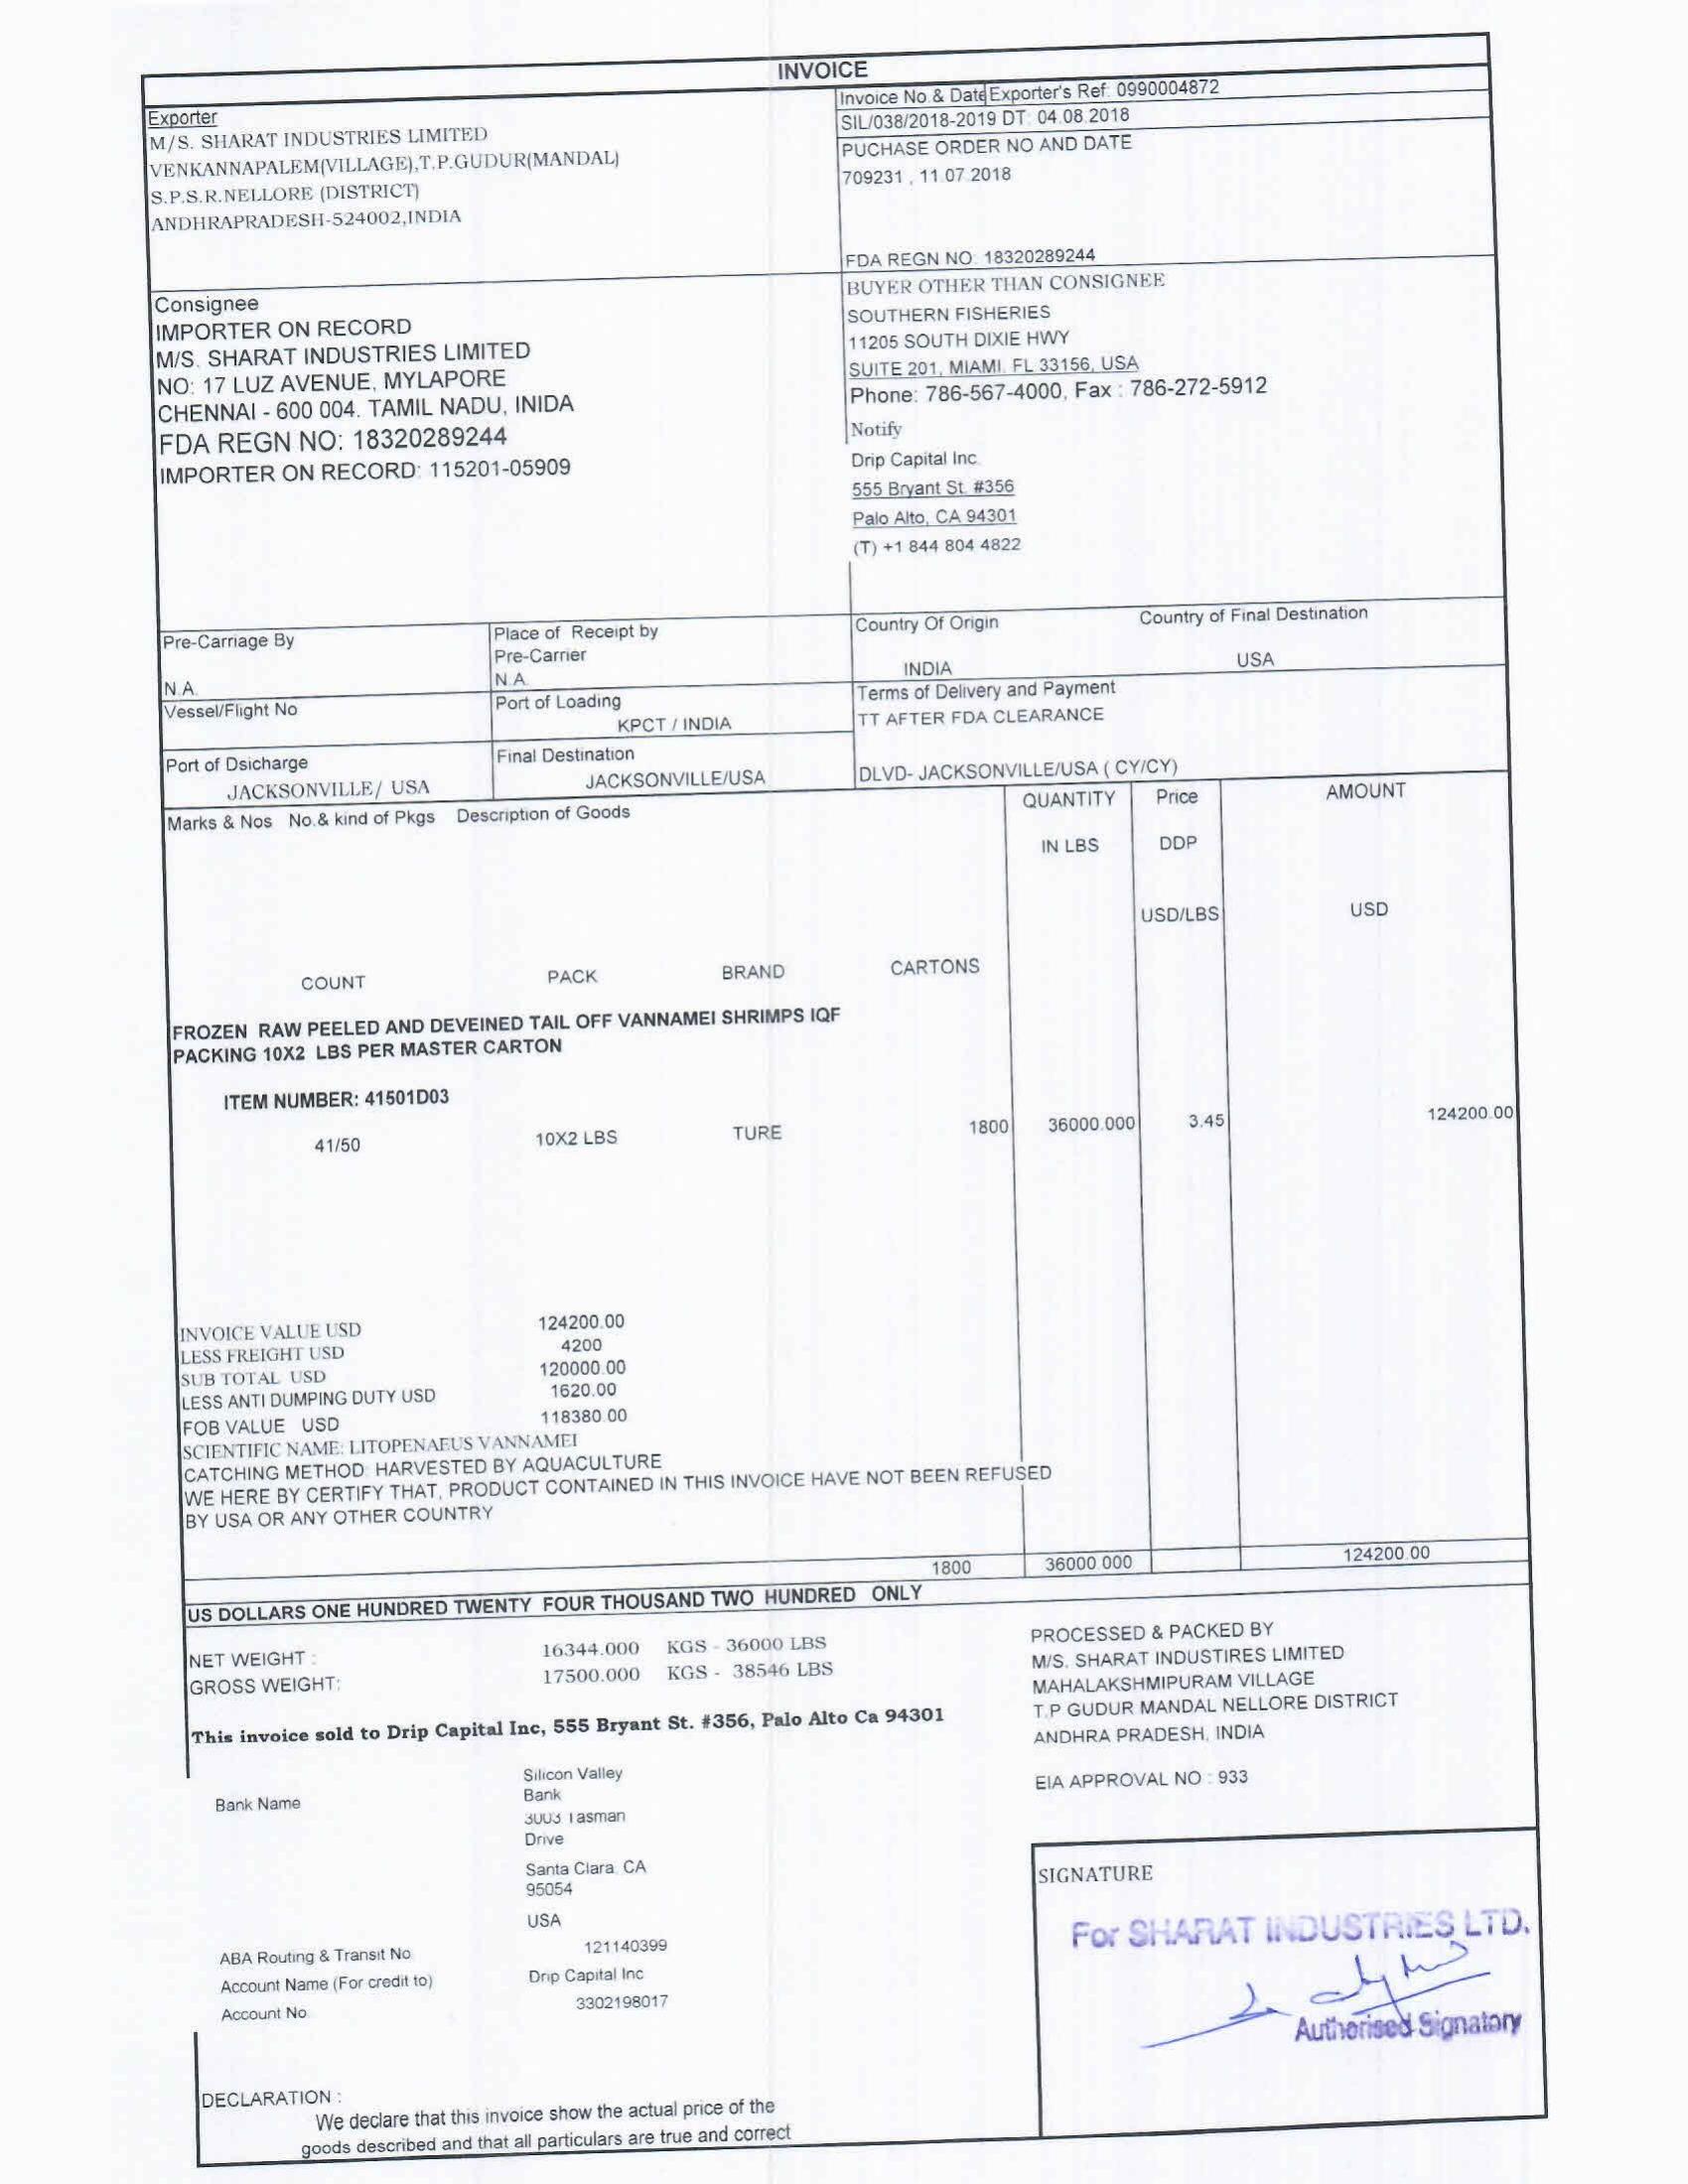 INVOICE
Exporter
M/S. SHARAT INDUSTRIES LIMITED
VENKANNAPALEM(VILLAGE),T.P.GUDUR(MANDAL)
S.P.S.R.NELLORE (DISTRICT)
ANDHRAPRADESH-524002,INDIA
Invoice No.& Date Exporter's Ref: 0990004872
SIL/038/2018-2019 DT: 04.08.2018
PUCHASE ORDER NO AND DATE
709231 , 11.07.2018
FDA REGN NO: 18320289244
Consignee
IMPORTER ON RECORD
M/S. SHARAT INDUSTRIES LIMITED
NO: 17 LUZ AVENUE, MYLAPORE
CHENNAI - 600 004. TAMIL NADU, INIDA
FDA REGN NO: 18320289244
IMPORTER ON RECORD: 115201-05909
BUYER OTHER THAN CONSIGNEE
SOUTHERN FISHERIES
11205 SOUTH DIXIE HWY
SUITE 201, MIAMI, FL 33156, USA
Phone: 786-567-4000, Fax : 786-272-5912
Notify
Drip Capital Inc.
555 Bryant St. #356
Palo Alto, CA 94301
(T) +1 844 804 4822
Pre-Carriage By
N.A.
Place of Receipt by
Pre-Carrier
N.A.
Country Of Origin Country of Final Destination
INDIA USA
Vessel/Flight No
Port of Loading
KPCT / INDIA
Terms of Delivery and Payment
TT AFTER FDA CLEARANCE
Port of Dsicharge
JACKSONVILLE/ USA
Final Destination
JACKSONVILLE/USA
DLVD- JACKSONVILLE/USA ( CY/CY)
Marks & Nos No.& kind of Pkgs Description of Goods
QUANTITY Price AMOUNT
IN LBS DDP
USD/LBS USD
COUNT PACK BRAND CARTONS
FROZEN RAW PEELED AND DEVEINED TAIL OFF VANNAMEI SHRIMPS IQF
PACKING 10X2 LBS PER MASTER CARTON
ITEM NUMBER: 41501D03
41/50 10X2 LBS TURE 1800 36000.000 3.45 124200.00
INVOICE VALUE USD 124200.00
LESS FREIGHT USD 4200
SUB TOTAL USD 120000.00
LESS ANTI DUMPING DUTY USD 1620.00
FOB VALUE USD 118380.00
SCIENTIFIC NAME: LITOPENAEUS VANNAMEI
CATCHING METHOD: HARVESTED BY AQUACULTURE
WE HERE BY CERTIFY THAT, PRODUCT CONTAINED IN THIS INVOICE HAVE NOT BEEN REFUSED
BY USA OR ANY OTHER COUNTRY
1800 36000.000 124200.00
US DOLLARS ONE HUNDRED TWENTY FOUR THOUSAND TWO HUNDRED ONLY
NET WEIGHT : 16344.000 KGS - 36000 LBS
GROSS WEIGHT: 17500.000 KGS - 38546 LBS
This invoice sold to Drip Capital Inc, 555 Bryant St. #356, Palo Alto Ca 94301
PROCESSED & PACKED BY
M/S. SHARAT INDUSTIRES LIMITED
MAHALAKSHMIPURAM VILLAGE
T.P GUDUR MANDAL NELLORE DISTRICT
ANDHRA PRADESH, INDIA
EIA APPROVAL NO : 933
Bank Name
Silicon Valley
Bank
3003 Tasman
Drive
Santa Clara, CA
95054
USA
ABA Routing & Transit No 121140399
Account Name (For credit to) Drip Capital Inc
Account No. 3302198017
SIGNATURE
For SHARAT INDUSTRIES LTD.
Authorised Signatory
DECLARATION :
We declare that this invoice show the actual price of the
goods described and that all particulars are true and correct